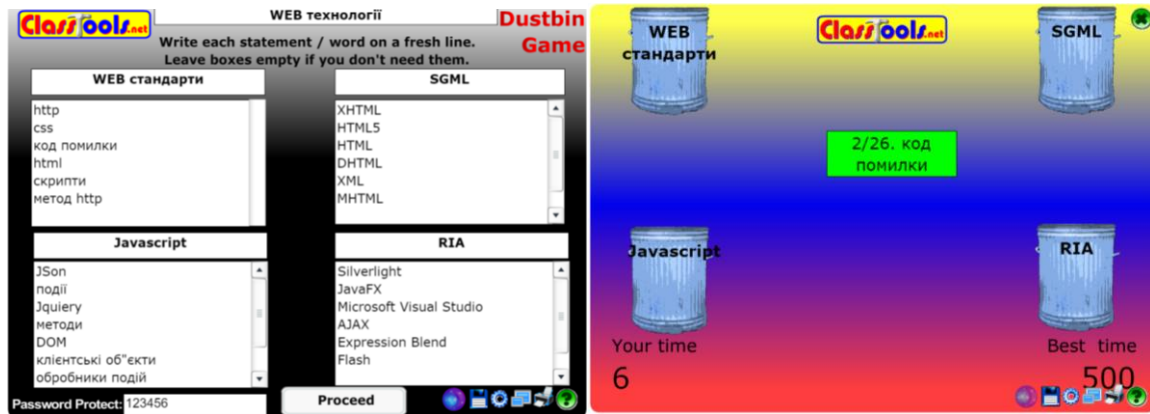 ClassTools.net
WEB технології
Dustbin
Game
Write each statement / word on a fresh line.
Leave boxes empty if you don't need them.
WEB стандарти
http
css
код помилки
html
скрипти
метод http
SGML
XHTML
HTML5
HTML
DHTML
XML
MHTML
Javascript
JSon
події
Jquiery
методи
DOM
клієнтські об"єкти
обробники подій
RIA
Silverlight
JavaFX
Microsoft Visual Studio
AJAX
Expression Blend
Flash
Password Protect: 123456
Proceed
WEB
стандарти
ClassTools.net
SGML
2/26. код
помилки
Javascript
RIA
Your time
6
Best time
500